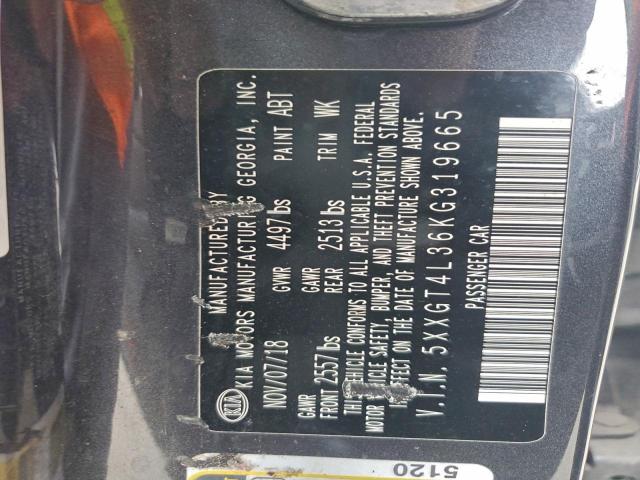 MANUFACTURED BY
KIA KIA MOTORS MANUFACTURING GEORGIA, INC.
NOV/07/18 GVWR 4497lbs PAINT ABT
GAWR FRONT 2557lbs GAWR REAR 2513lbs TRIM WK
THIS VEHICLE CONFORMS TO ALL APPLICABLE U.S.A. FEDERAL
MOTOR VEHICLE SAFETY, BUMPER, AND THEFT PREVENTION STANDARDS
IN EFFECT ON THE DATE OF MANUFACTURE SHOWN ABOVE.
V.I.N. 5XXGT4L36KG319665
PASSENGER CAR
5120